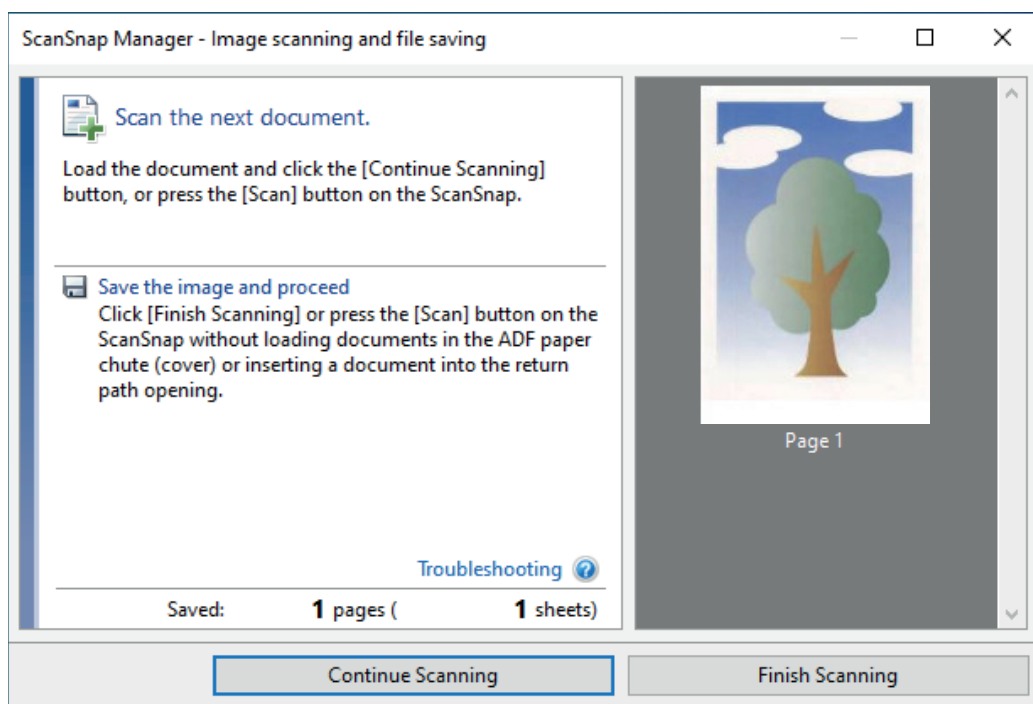 ScanSnap Manager - Image scanning and file saving
Scan the next document.
Load the document and click the [Continue Scanning]
button, or press the [Scan] button on the ScanSnap.
Save the image and proceed
Click [Finish Scanning] or press the [Scan] button on the
ScanSnap without loading documents in the ADF paper
chute (cover) or inserting a document into the return
path opening.
Troubleshooting ?
Saved: 1 pages ( 1 sheets)
Page 1
Continue Scanning
Finish Scanning